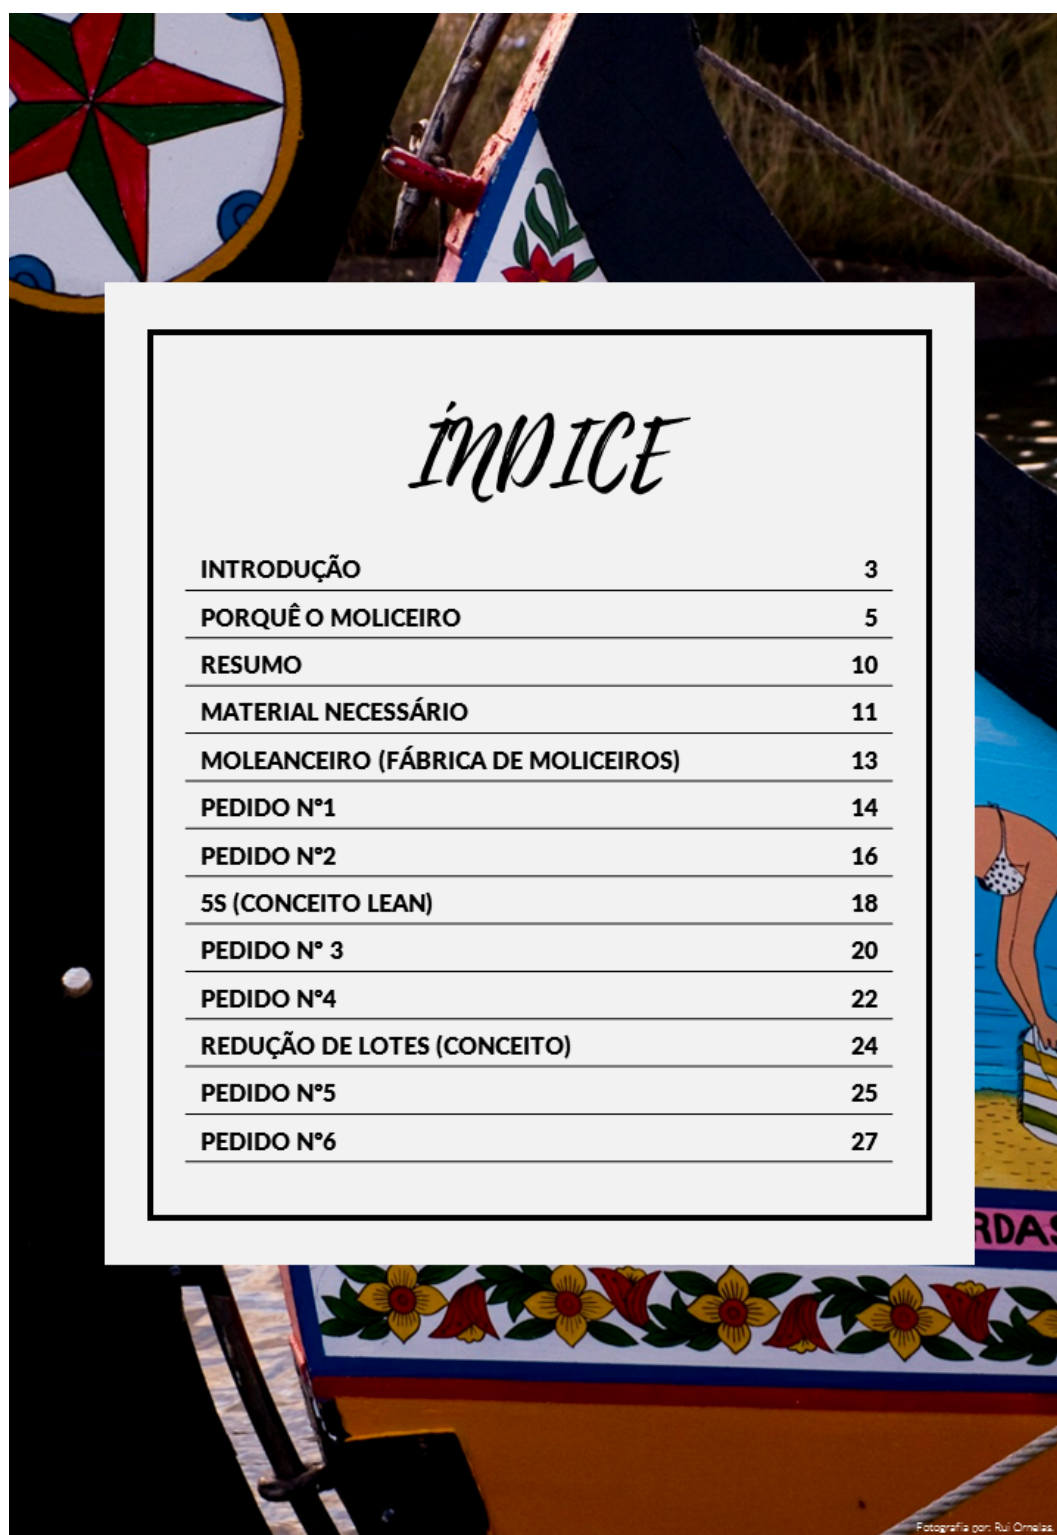 ÍNDICE
INTRODUÇÃO 3
PORQUÊ O MOLICEIRO 5
RESUMO 10
MATERIAL NECESSÁRIO 11
MOLEANCEIRO (FÁBRICA DE MOLICEIROS) 13
PEDIDO Nº1 14
PEDIDO Nº2 16
5S (CONCEITO LEAN) 18
PEDIDO Nº 3 20
PEDIDO Nº4 22
REDUÇÃO DE LOTES (CONCEITO) 24
PEDIDO Nº5 25
PEDIDO Nº6 27
RDAS
Fotografia por: Rui Ornelas